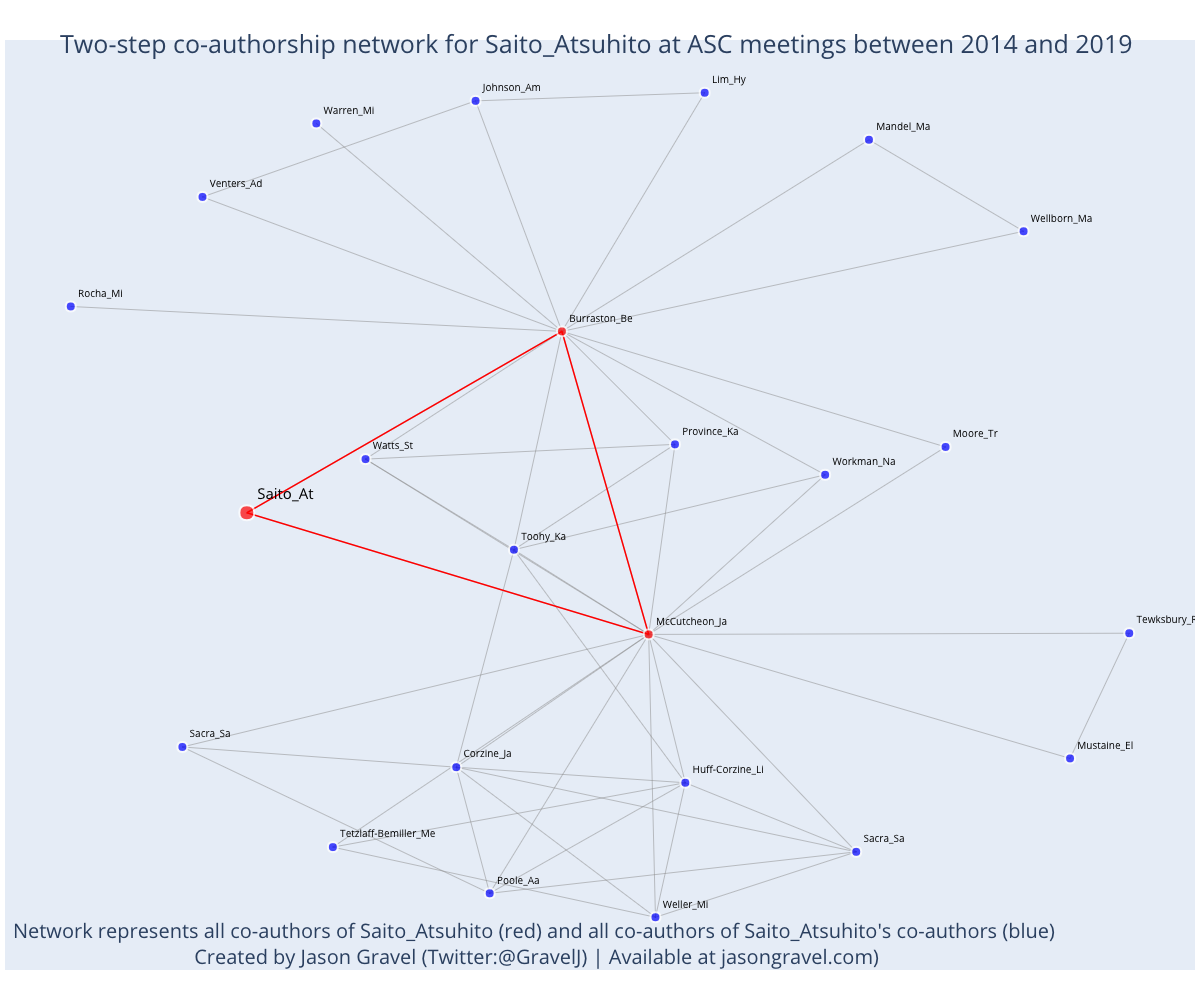 Two-step co-authorship network for Saito_Atsuhito at ASC meetings between 2014 and 2019
Lim_Hy
Johnson_Am
Warren_Mi
Mandel_Ma
Venters_Ad
Wellborn_Ma
Rocha_Mi
Burraston_Be
Province_Ka
Moore_Tr
Watts_St
Workman_Na
Saito_At
Toohy_Ka
McCutcheon_Ja
Tewksbury_R
Sacra_Sa
Corzine_Ja
Mustaine_El
Huff-Corzine_Li
Tetzlaff-Bemiller_Me
Sacra_Sa
Poole_Aa
Weller_Mi
Network represents all co-authors of Saito_Atsuhito (red) and all co-authors of Saito_Atsuhito's co-authors (blue)
Created by Jason Gravel (Twitter:@GravelJ) | Available at jasongravel.com)